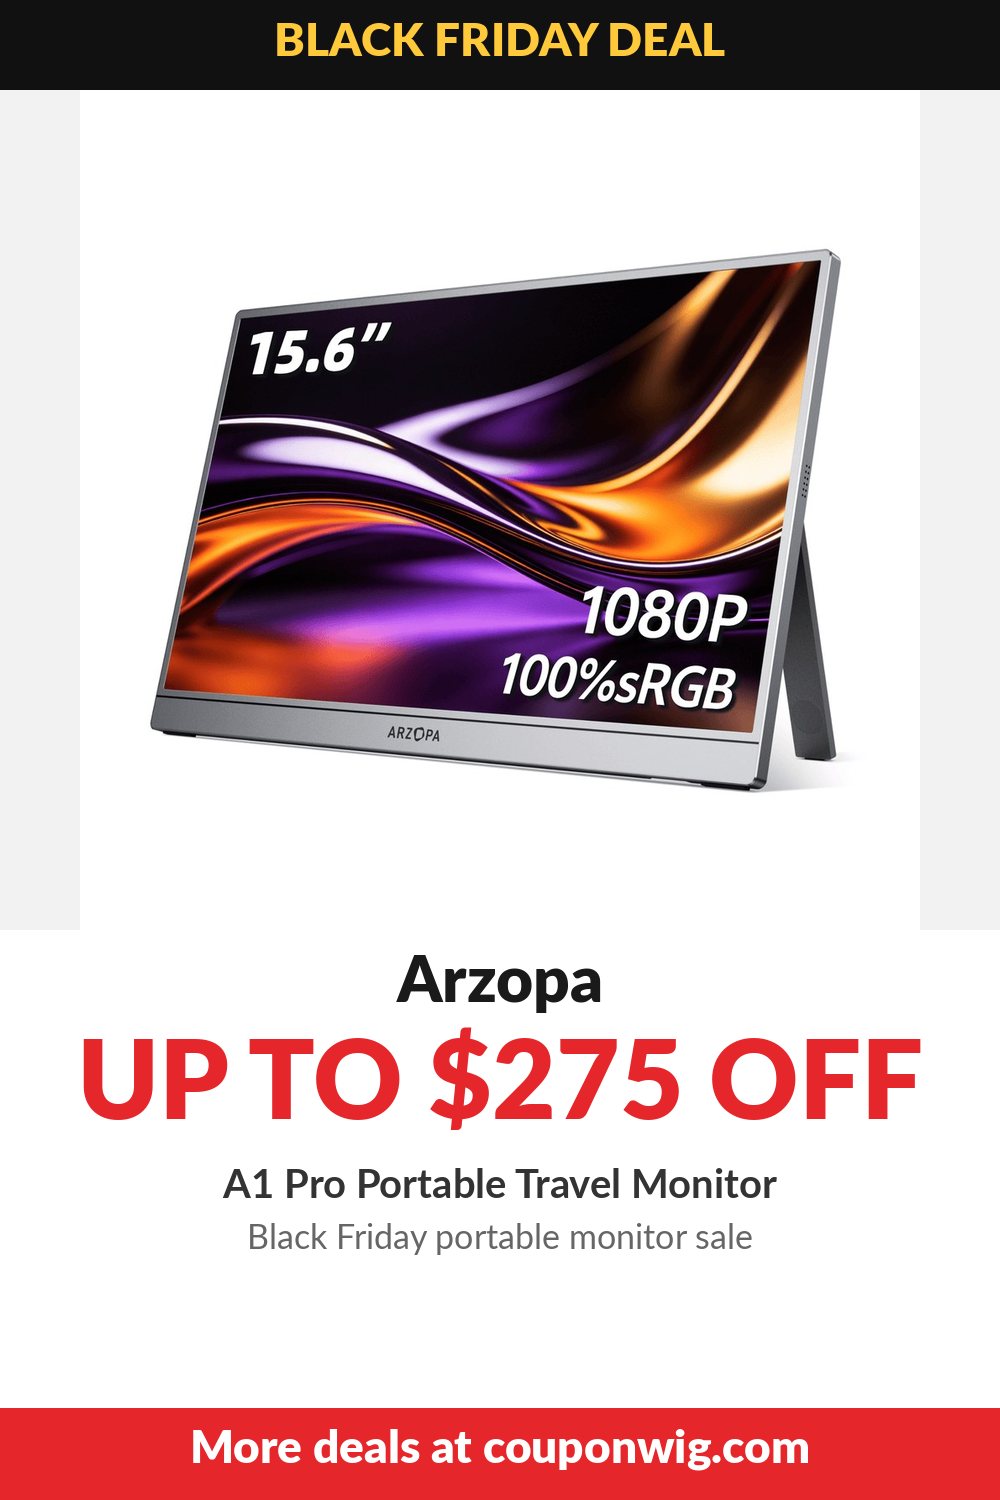 BLACK FRIDAY DEAL
15.6"
1080P
100%sRGB
ARZOPA
Arzopa
UP TO $275 OFF
A1 Pro Portable Travel Monitor
Black Friday portable monitor sale
More deals at couponwig.com